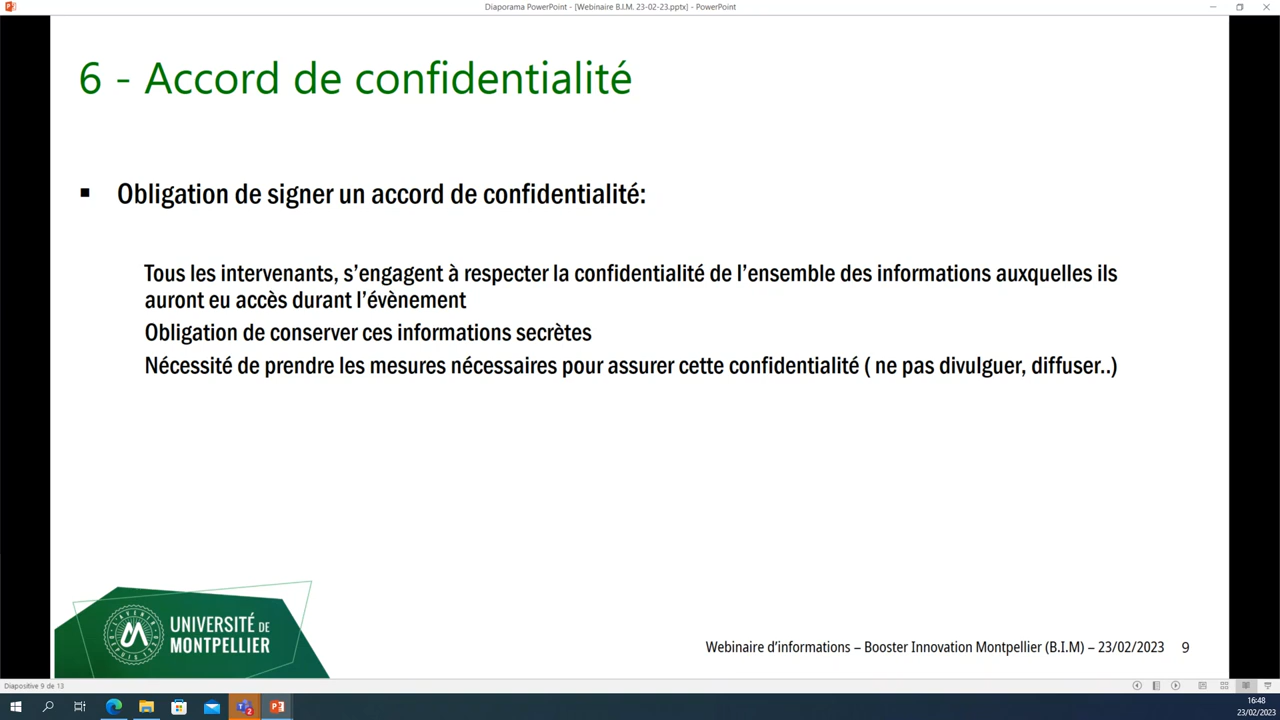 Diaporama PowerPoint - [Webinaire B.I.M. 23-02-23.pptx] - PowerPoint
6 - Accord de confidentialité
▪ Obligation de signer un accord de confidentialité:
Tous les intervenants, s’engagent à respecter la confidentialité de l’ensemble des informations auxquelles ils
auront eu accès durant l’évènement
Obligation de conserver ces informations secrètes
Nécessité de prendre les mesures nécessaires pour assurer cette confidentialité ( ne pas divulguer, diffuser..)
UNIVERSITÉ DE
MONTPELLIER
Webinaire d’informations – Booster Innovation Montpellier (B.I.M) – 23/02/2023 9
Diapositive 9 de 13
16:48
23/02/2023